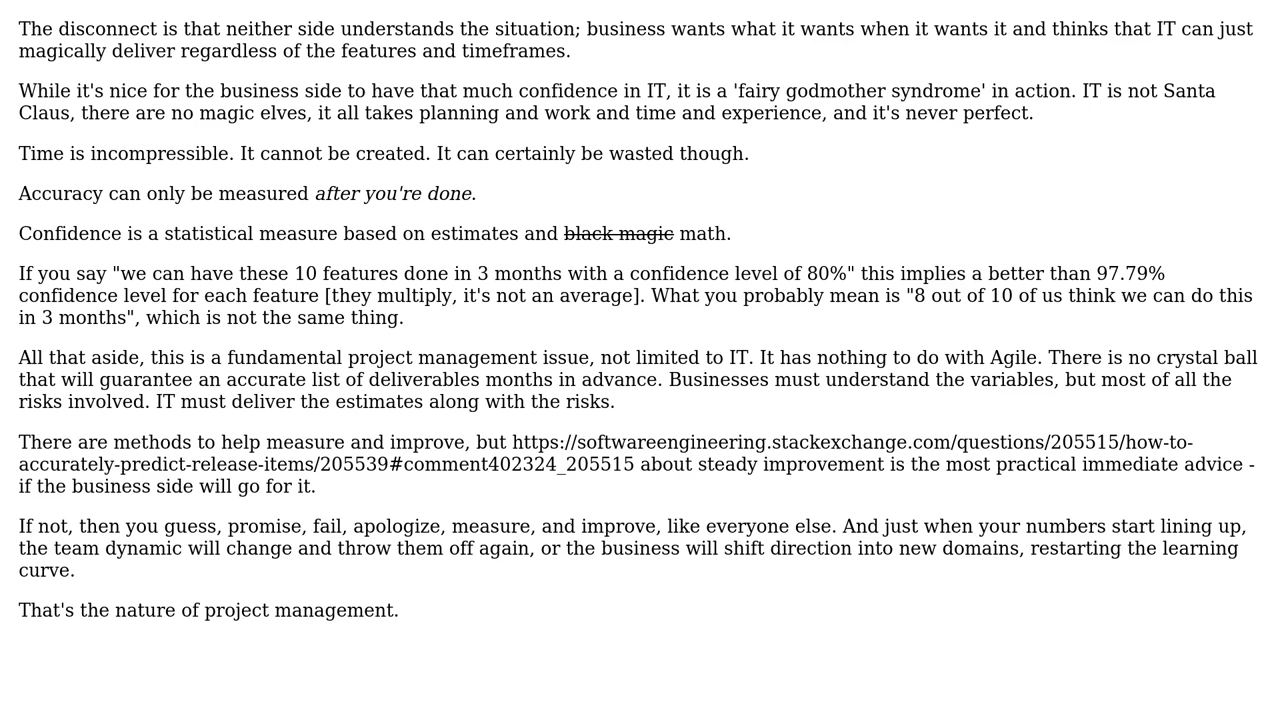 The disconnect is that neither side understands the situation; business wants what it wants when it wants it and thinks that IT can just
magically deliver regardless of the features and timeframes.
While it's nice for the business side to have that much confidence in IT, it is a 'fairy godmother syndrome' in action. IT is not Santa
Claus, there are no magic elves, it all takes planning and work and time and experience, and it's never perfect.
Time is incompressible. It cannot be created. It can certainly be wasted though.
Accuracy can only be measured after you're done.
Confidence is a statistical measure based on estimates and black magic math.
If you say "we can have these 10 features done in 3 months with a confidence level of 80%" this implies a better than 97.79%
confidence level for each feature [they multiply, it's not an average]. What you probably mean is "8 out of 10 of us think we can do this
in 3 months", which is not the same thing.
All that aside, this is a fundamental project management issue, not limited to IT. It has nothing to do with Agile. There is no crystal ball
that will guarantee an accurate list of deliverables months in advance. Businesses must understand the variables, but most of all the
risks involved. IT must deliver the estimates along with the risks.
There are methods to help measure and improve, but https://softwareengineering.stackexchange.com/questions/205515/how-to-
accurately-predict-release-items/205539#comment402324_205515 about steady improvement is the most practical immediate advice -
if the business side will go for it.
If not, then you guess, promise, fail, apologize, measure, and improve, like everyone else. And just when your numbers start lining up,
the team dynamic will change and throw them off again, or the business will shift direction into new domains, restarting the learning
curve.
That's the nature of project management.